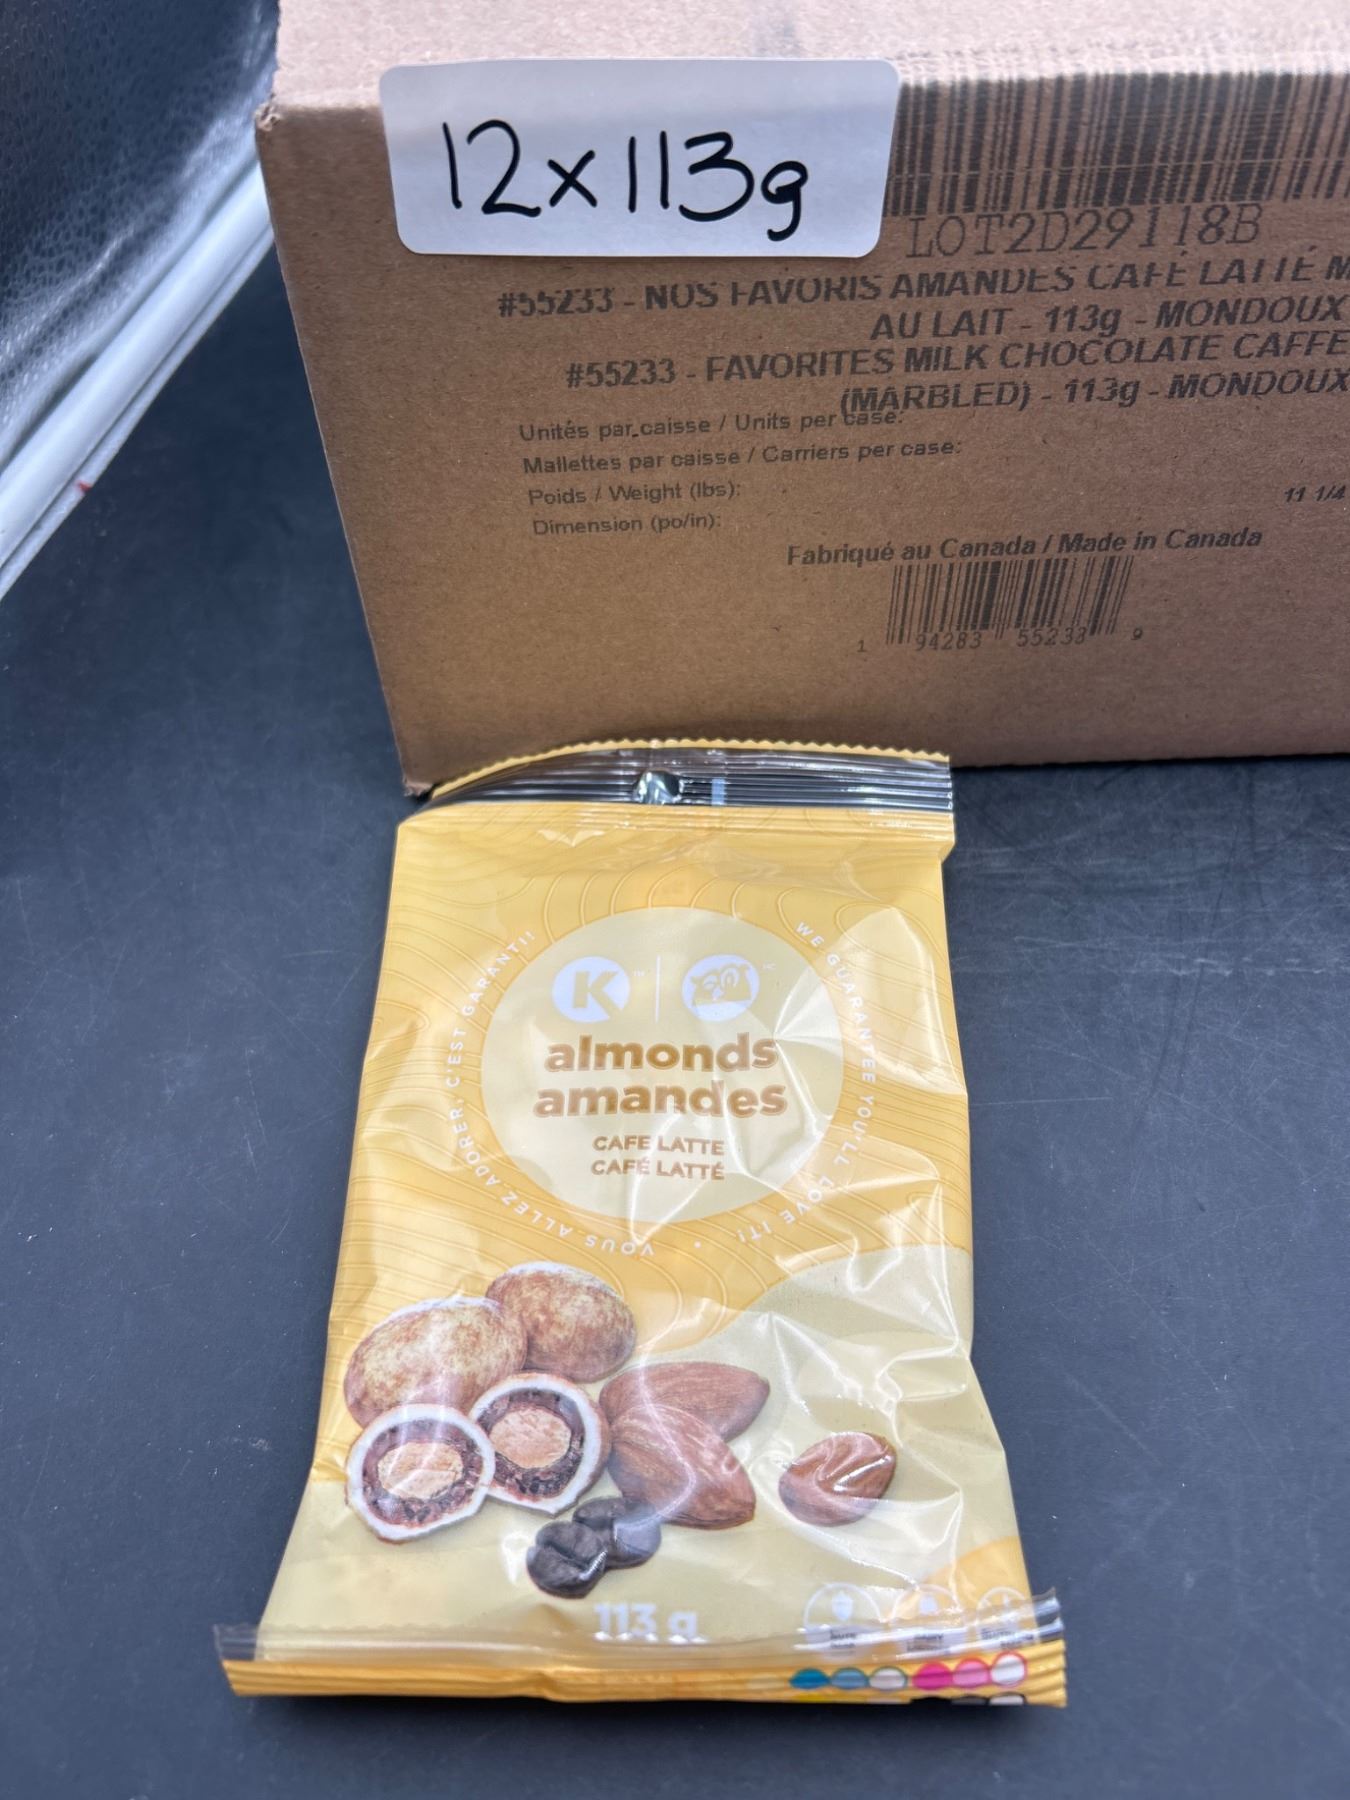 12x113g
LOT2D29118B
#55233 - NOS FAVORIS AMANDES CAFÉ LATTÉ M
AU LAIT - 113g - MONDOUX
#55233 - FAVORITES MILK CHOCOLATE CAFFE
(MARBLED) - 113g - MONDOUX
Unités par caisse / Units per case:
Mallettes par caisse / Carriers per case:
Poids / Weight (lbs):
11 1/4
Dimension (po/in):
Fabriqué au Canada / Made in Canada
1 94283 55233 9
VOUS ALLEZ ADORER, C'EST GARANTI!
WE GUARANTEE YOU'LL LOVE IT!
K TM MC
almonds
amandes
CAFE LATTE
CAFÉ LATTÉ
113 g